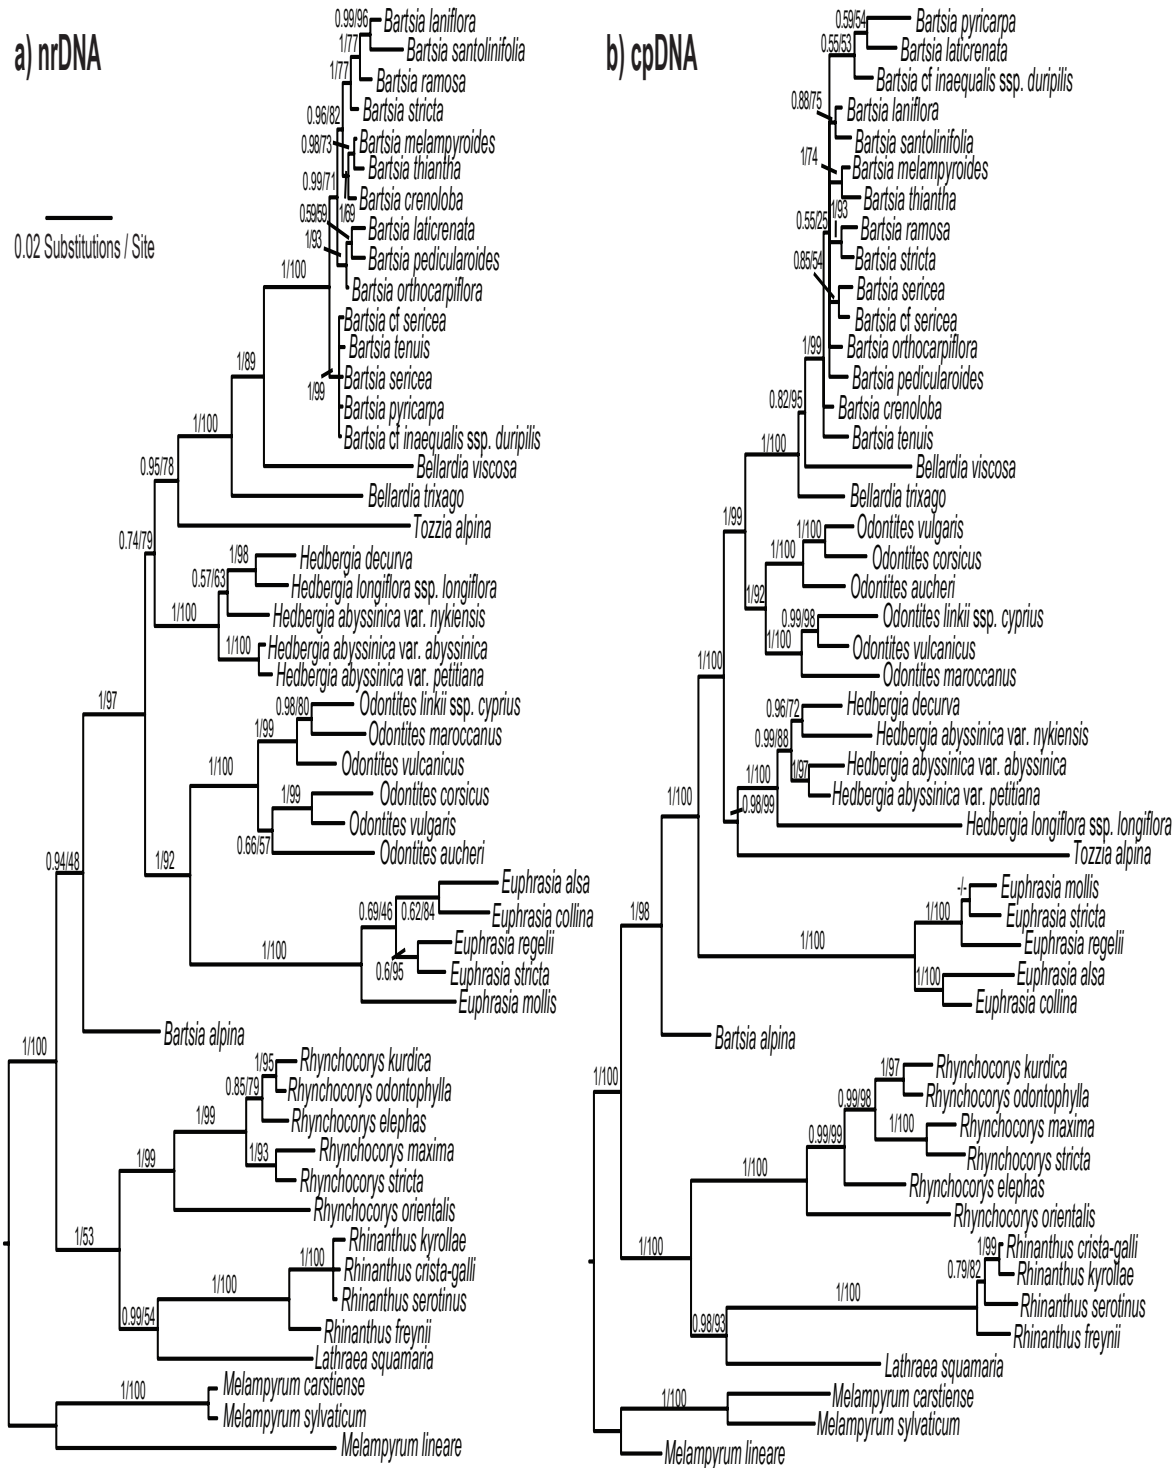 a) nrDNA
0.02 Substitutions / Site
0.99/96
Bartsia laniflora
1/77
Bartsia santolinifolia
1/77
Bartsia ramosa
Bartsia stricta
0.96/82
Bartsia melampyroides
0.98/73
Bartsia thiantha
0.99/71
Bartsia crenoloba
1/69
0.59/59
Bartsia laticrenata
1/93
Bartsia pedicularoides
Bartsia orthocarpiflora
1/100
Bartsia cf sericea
Bartsia tenuis
1/89
Bartsia sericea
1/99
Bartsia pyricarpa
1/100
Bartsia cf inaequalis ssp. duripilis
Bellardia viscosa
0.95/78
Bellardia trixago
Tozzia alpina
0.74/79
1/98
Hedbergia decurva
0.57/63
Hedbergia longiflora ssp. longiflora
1/100
Hedbergia abyssinica var. nykiensis
1/100
Hedbergia abyssinica var. abyssinica
Hedbergia abyssinica var. petitiana
1/97
0.98/80
Odontites linkii ssp. cyprius
1/99
Odontites maroccanus
Odontites vulcanicus
1/100
1/99
Odontites corsicus
Odontites vulgaris
0.66/57
Odontites aucheri
0.94/48
1/92
Euphrasia alsa
0.69/46
0.62/84
Euphrasia collina
Euphrasia regelii
1/100
0.6/95
Euphrasia stricta
Euphrasia mollis
Bartsia alpina
1/100
1/95
Rhynchocorys kurdica
0.85/79
Rhynchocorys odontophylla
1/99
Rhynchocorys elephas
1/93
Rhynchocorys maxima
1/99
Rhynchocorys stricta
Rhynchocorys orientalis
1/53
Rhinanthus kyrollae
1/100
Rhinanthus crista-galli
1/100
Rhinanthus serotinus
0.99/54
Rhinanthus freynii
Lathraea squamaria
1/100
Melampyrum carstiense
Melampyrum sylvaticum
Melampyrum lineare
b) cpDNA
0.59/54
Bartsia pyricarpa
0.55/53
Bartsia laticrenata
Bartsia cf inaequalis ssp. duripilis
0.88/75
Bartsia laniflora
Bartsia santolinifolia
1/74
Bartsia melampyroides
Bartsia thiantha
1/93
0.55/25
Bartsia ramosa
Bartsia stricta
0.85/54
Bartsia sericea
Bartsia cf sericea
1/99
Bartsia orthocarpiflora
Bartsia pedicularoides
0.82/95
Bartsia crenoloba
1/100
Bartsia tenuis
Bellardia viscosa
Bellardia trixago
1/99
1/100
Odontites vulgaris
1/100
Odontites corsicus
Odontites aucheri
1/92
0.99/98
Odontites linkii ssp. cyprius
1/100
Odontites vulcanicus
Odontites maroccanus
1/100
0.96/72
Hedbergia decurva
0.99/88
Hedbergia abyssinica var. nykiensis
1/100
1/97
Hedbergia abyssinica var. abyssinica
Hedbergia abyssinica var. petitiana
0.98/99
Hedbergia longiflora ssp. longiflora
1/100
Tozzia alpina
-/-
Euphrasia mollis
1/100
Euphrasia stricta
1/98
Euphrasia regelii
1/100
1/100
Euphrasia alsa
Euphrasia collina
Bartsia alpina
1/100
1/97
Rhynchocorys kurdica
0.99/98
Rhynchocorys odontophylla
1/100
Rhynchocorys maxima
0.99/99
Rhynchocorys stricta
1/100
Rhynchocorys elephas
Rhynchocorys orientalis
1/100
1/99
Rhinanthus crista-galli
0.79/82
Rhinanthus kyrollae
1/100
Rhinanthus serotinus
0.98/93
Rhinanthus freynii
Lathraea squamaria
1/100
Melampyrum carstiense
Melampyrum sylvaticum
Melampyrum lineare